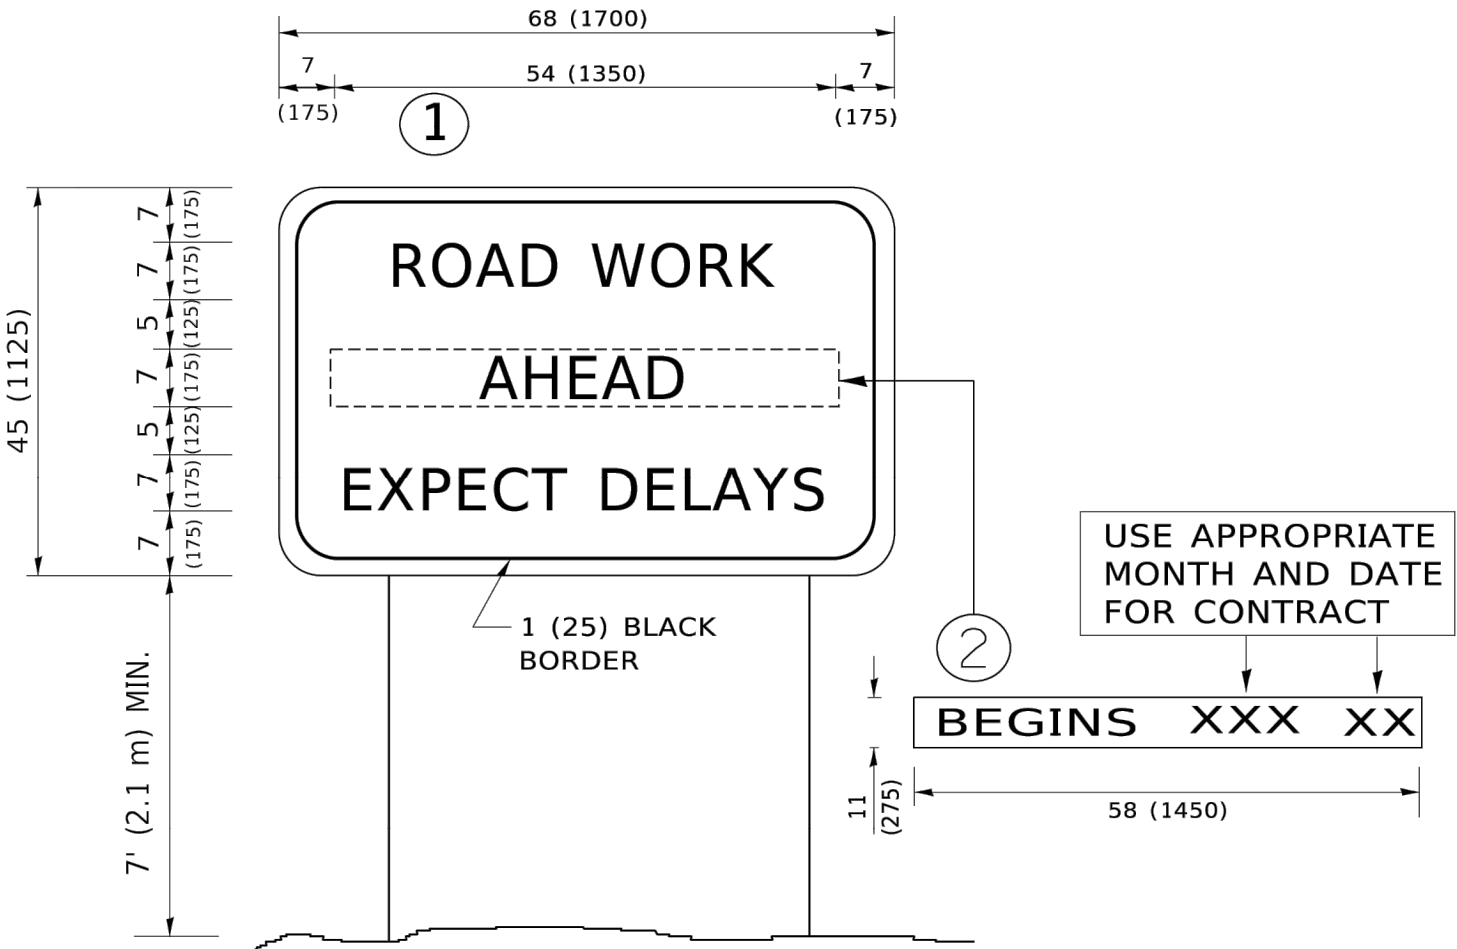 68 (1700)
7 54 (1350) 7
(175) (175)
1
45 (1125)
7 (175)
7 (175)
5 (125)
7 (175)
5 (125)
7 (175)
7 (175)
ROAD WORK
AHEAD
EXPECT DELAYS
1 (25) BLACK
BORDER
7' (2.1 m) MIN.
USE APPROPRIATE
MONTH AND DATE
FOR CONTRACT
2
BEGINS XXX XX
11
(275)
58 (1450)